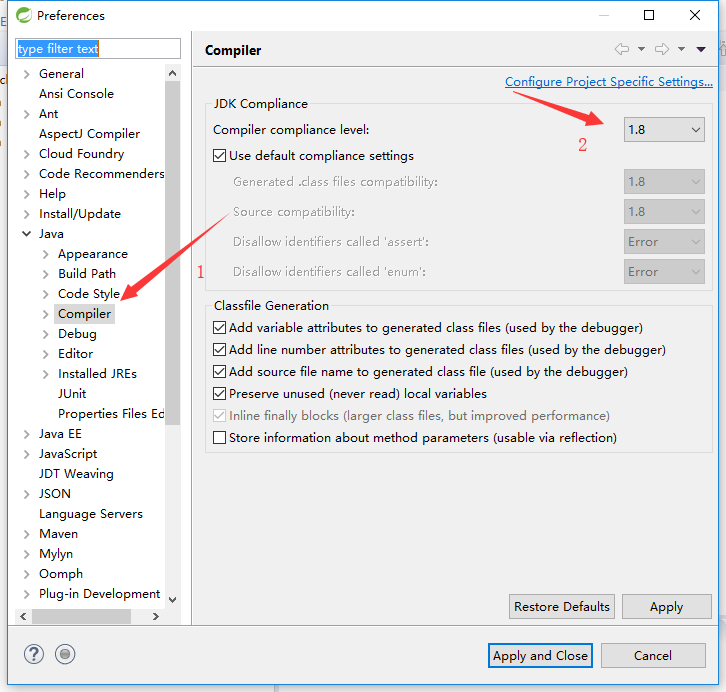 Preferences
type filter text
General
Ansi Console
Ant
AspectJ Compiler
Cloud Foundry
Code Recommenders
Help
Install/Update
Java
Appearance
Build Path
Code Style
Compiler
Debug
Editor
Installed JREs
JUnit
Properties Files Ed
Java EE
JavaScript
JDT Weaving
JSON
Language Servers
Maven
Mylyn
Oomph
Plug-in Development
1
Compiler
Configure Project Specific Settings...
JDK Compliance
Compiler compliance level: 1.8
2
Use default compliance settings
Generated .class files compatibility: 1.8
Source compatibility: 1.8
Disallow identifiers called 'assert': Error
Disallow identifiers called 'enum': Error
Classfile Generation
Add variable attributes to generated class files (used by the debugger)
Add line number attributes to generated class files (used by the debugger)
Add source file name to generated class file (used by the debugger)
Preserve unused (never read) local variables
Inline finally blocks (larger class files, but improved performance)
Store information about method parameters (usable via reflection)
Restore Defaults Apply
? Apply and Close Cancel